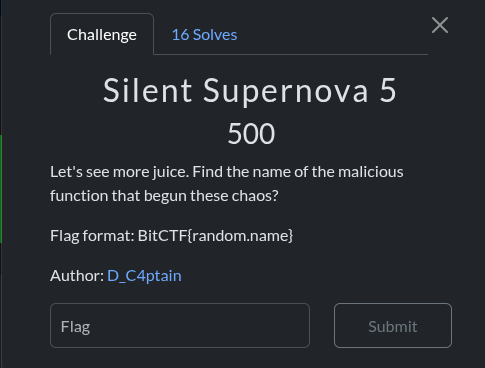 Challenge
16 Solves
Silent Supernova 5
500
Let's see more juice. Find the name of the malicious
function that begun these chaos?
Flag format: BitCTF{random.name}
Author: D_C4ptain
Flag
Submit